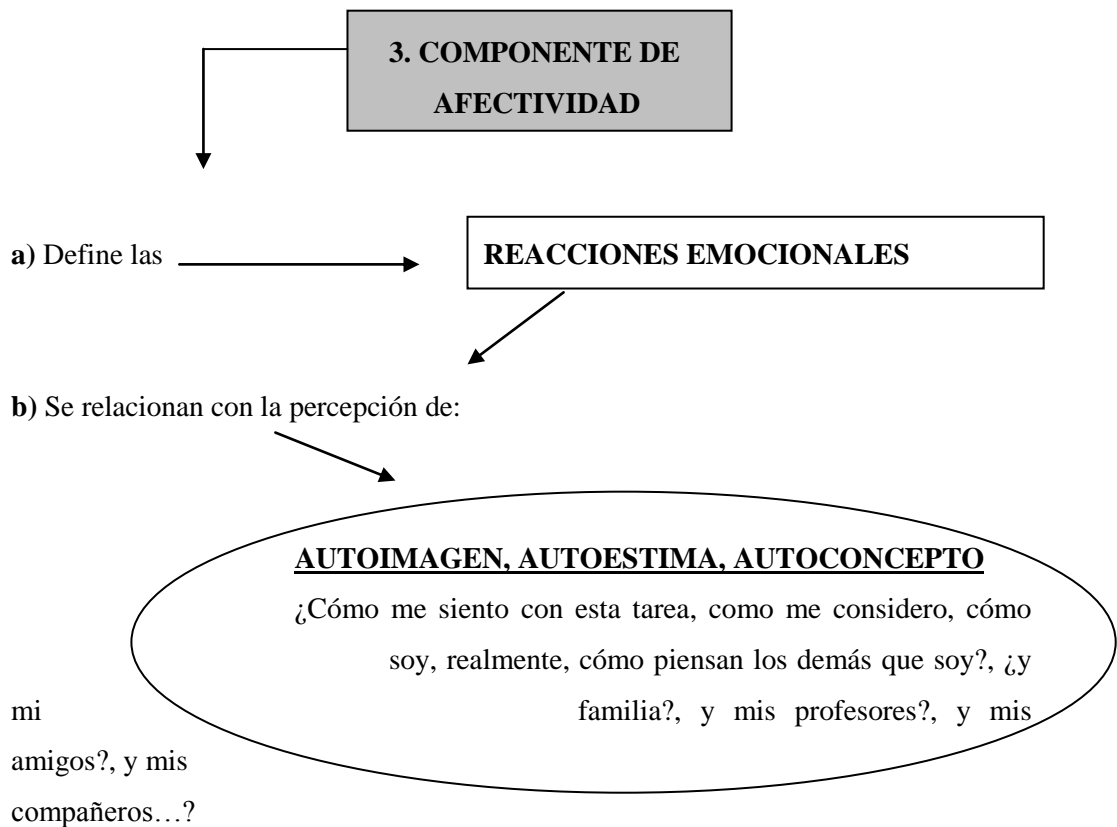 3. COMPONENTE DE
AFECTIVIDAD
a) Define las
REACCIONES EMOCIONALES
b) Se relacionan con la percepción de:
AUTOIMAGEN, AUTOESTIMA, AUTOCONCEPTO
¿Cómo me siento con esta tarea, como me considero, cómo
soy, realmente, cómo piensan los demás que soy?, ¿y
mi familia?, y mis profesores?, y mis
amigos?, y mis
compañeros…?